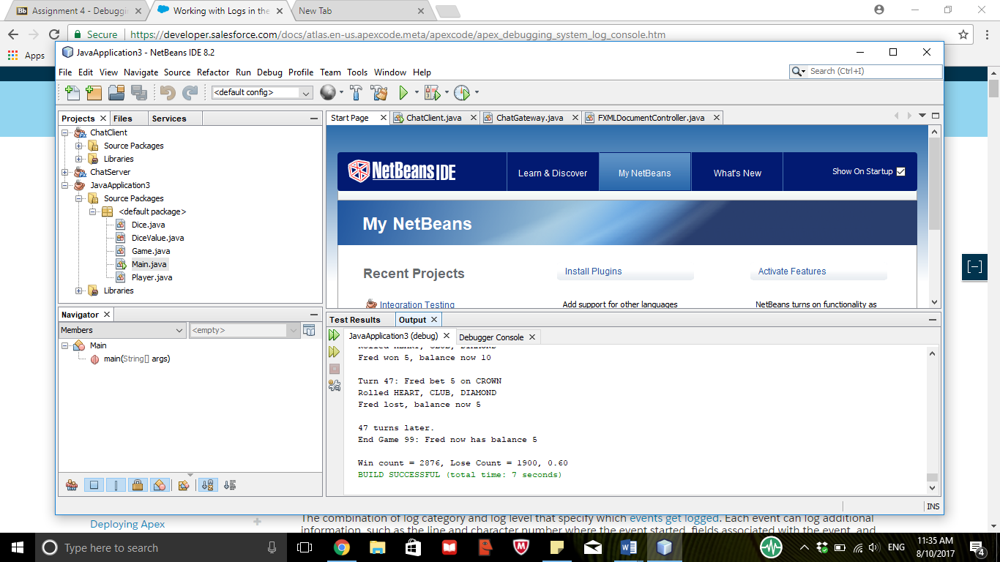 Assignment 4 - Debuggin
Working with Logs in the
New Tab
Secure
https://developer.salesforce.com/docs/atlas.en-us.apexcode.meta/apexcode/apex_debugging_system_log_console.htm
Apps
JavaApplication3 - NetBeans IDE 8.2
File Edit View Navigate Source Refactor Run Debug Profile Team Tools Window Help
Search (Ctrl+I)
<default config>
Projects
Files
Services
ChatClient
Source Packages
Libraries
ChatServer
JavaApplication3
Source Packages
<default package>
Dice.java
DiceValue.java
Game.java
Main.java
Player.java
Libraries
Navigator
Members
<empty>
Main
main(String[] args)
Start Page
ChatClient.java
ChatGateway.java
FXMLDocumentController.java
NetBeans IDE
Learn & Discover
My NetBeans
What's New
Show On Startup
My NetBeans
Recent Projects
Install Plugins
Activate Features
Integration Testing
Add support for other languages
NetBeans turns on functionality as
Test Results
Output
JavaApplication3 (debug)
Debugger Console
Rolled HEART, CLUB, DIAMOND
Fred won 5, balance now 10
Turn 47: Fred bet 5 on CROWN
Rolled HEART, CLUB, DIAMOND
Fred lost, balance now 5
47 turns later.
End Game 99: Fred now has balance 5
Win count = 2876, Lose Count = 1900, 0.60
BUILD SUCCESSFUL (total time: 7 seconds)
INS
[–]
Deploying Apex
The combination of log category and log level that specify which events get logged. Each event can log additional
information, such as the line and character number where the event started, fields associated with the event, and
Type here to search
ENG
11:35 AM
8/10/2017
4